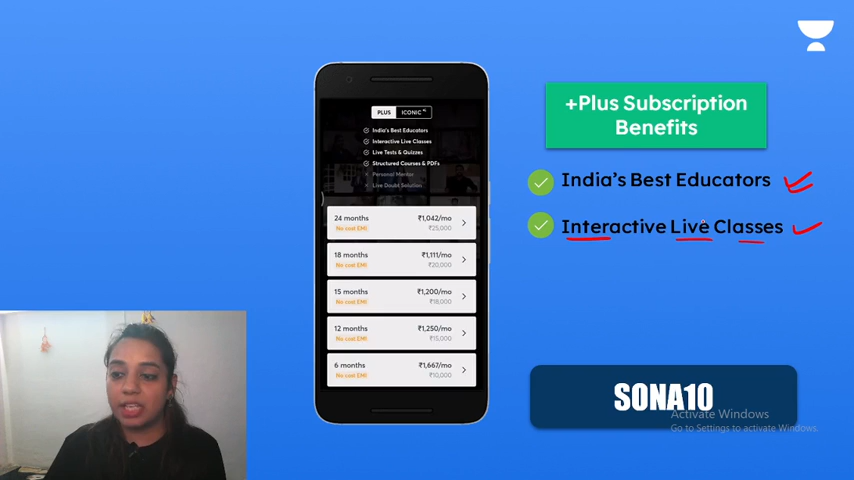 +Plus Subscription
Benefits
India's Best Educators
Interactive Live Classes
PLUS ICONIC
India's Best Educators
Interactive Live Classes
Live Tests & Quizzes
Structured Courses & PDFs
Personal Mentor
Live Doubt Solution
24 months ₹1,042/mo
No cost EMI ₹25,000
18 months ₹1,111/mo
No cost EMI ₹20,000
15 months ₹1,200/mo
No cost EMI ₹18,000
12 months ₹1,250/mo
No cost EMI ₹15,000
6 months ₹1,667/mo
No cost EMI ₹10,000
SONA10
Activate Windows
Go to Settings to activate Windows.